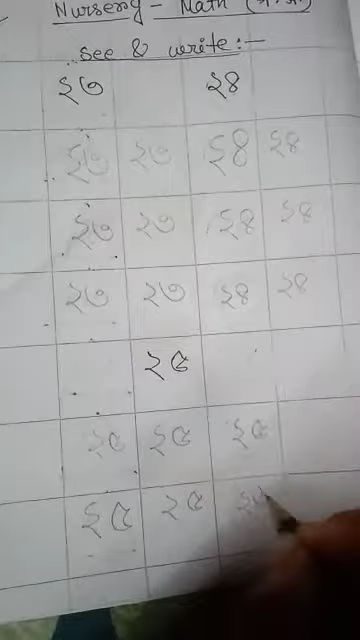 Nursery - Math
see & write:-
২৩ ২৪
২৩ ২৩ ২৪ ২৪
২৩ ২৩ ২৪ ২৪
২৩ ২৩ ২৪ ২৪
২৫
২৫ ২৫ ২৫
২৫ ২৫